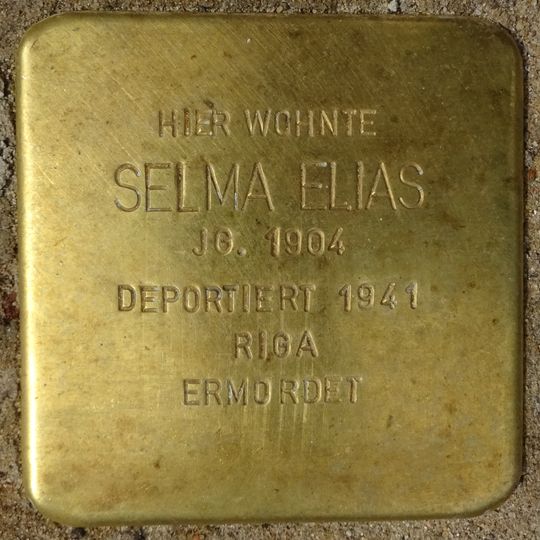 HIER WOHNTE
SELMA ELIAS
JG. 1904
DEPORTIERT 1941
RIGA
ERMORDET